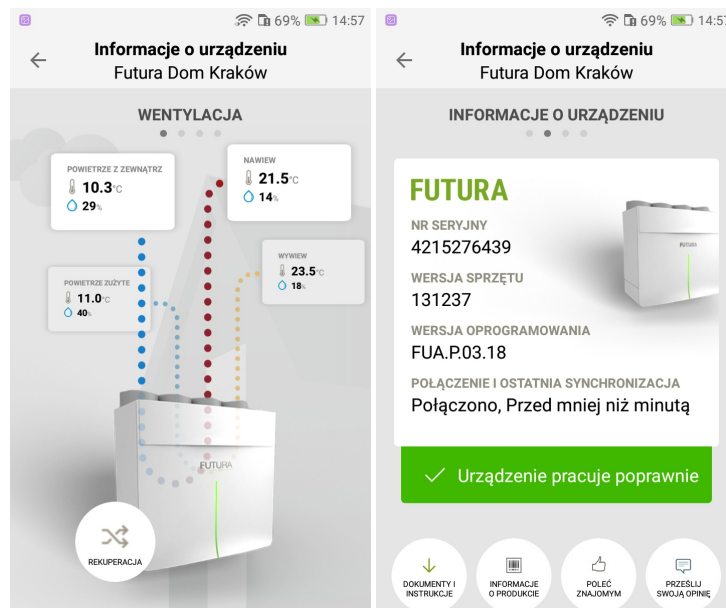 69% 14:57
Informacje o urządzeniu
Futura Dom Kraków
WENTYLACJA
POWIETRZE Z ZEWNĄTRZ
10.3°C
29%
NAWIEW
21.5°C
14%
WYWIEW
23.5°C
18%
POWIETRZE ZUŻYTE
11.0°C
40%
FUTURA
REKUPERACJA
69% 14:57
Informacje o urządzeniu
Futura Dom Kraków
INFORMACJE O URZĄDZENIU
FUTURA
NR SERYJNY
4215276439
WERSJA SPRZĘTU
131237
WERSJA OPROGRAMOWANIA
FUA.P.03.18
POŁĄCZENIE I OSTATNIA SYNCHRONIZACJA
Połączono, Przed mniej niż minutą
FUTURA
Urządzenie pracuje poprawnie
DOKUMENTY I
INSTRUKCJE
INFORMACJE
O PRODUKCIE
POLEĆ
ZNAJOMYM
PRZEŚLIJ
SWOJĄ OPINIĘ